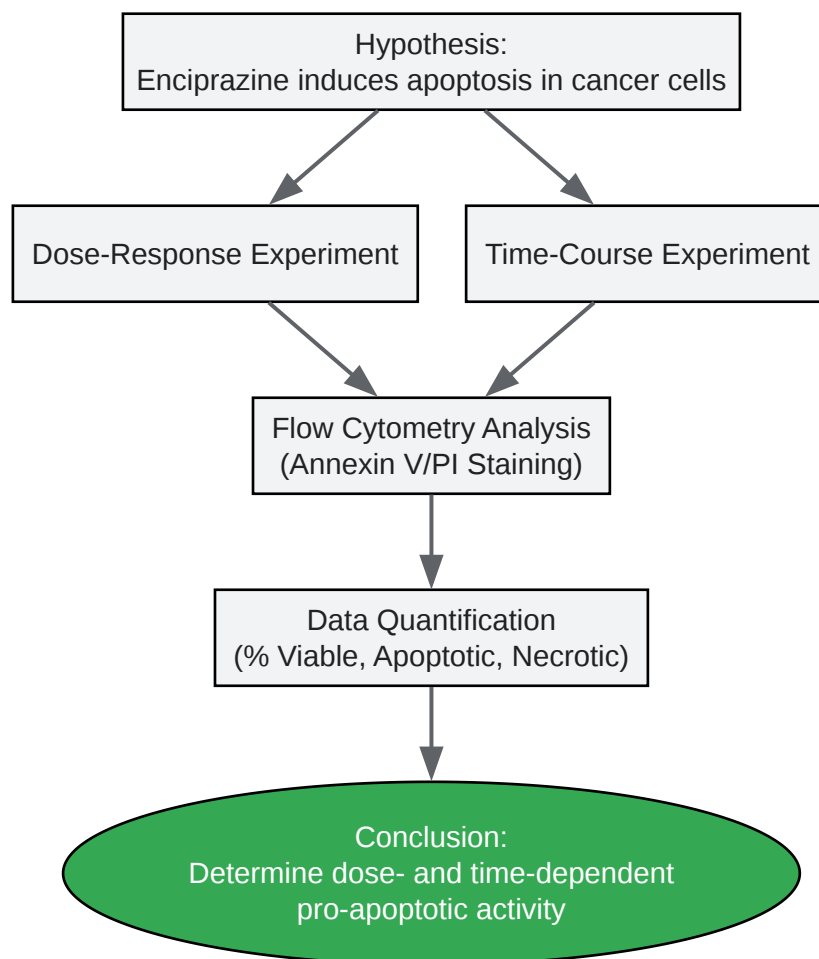 Hypothesis:
Enciprazine induces apoptosis in cancer cells
Dose-Response Experiment
Time-Course Experiment
Flow Cytometry Analysis
(Annexin V/PI Staining)
Data Quantification
(% Viable, Apoptotic, Necrotic)
Conclusion:
Determine dose- and time-dependent
pro-apoptotic activity